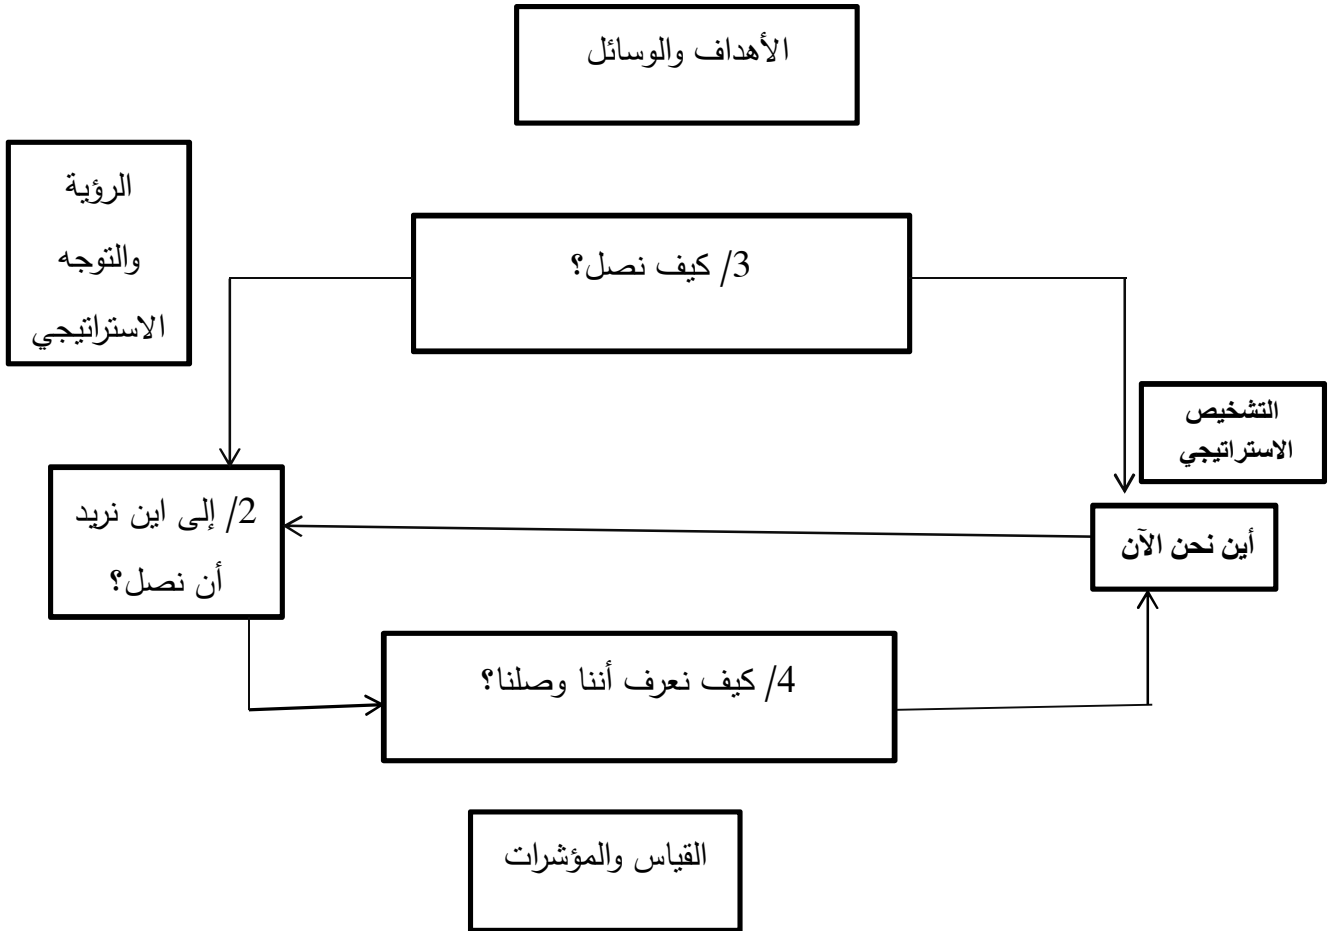 الأهداف والوسائل
الرؤية
والتوجه
الاستراتيجي
3/ كيف نصل؟
التشخيص
الاستراتيجي
2/ إلى اين نريد
أن نصل؟
أين نحن الآن
4/ كيف نعرف أننا وصلنا؟
القياس والمؤشرات